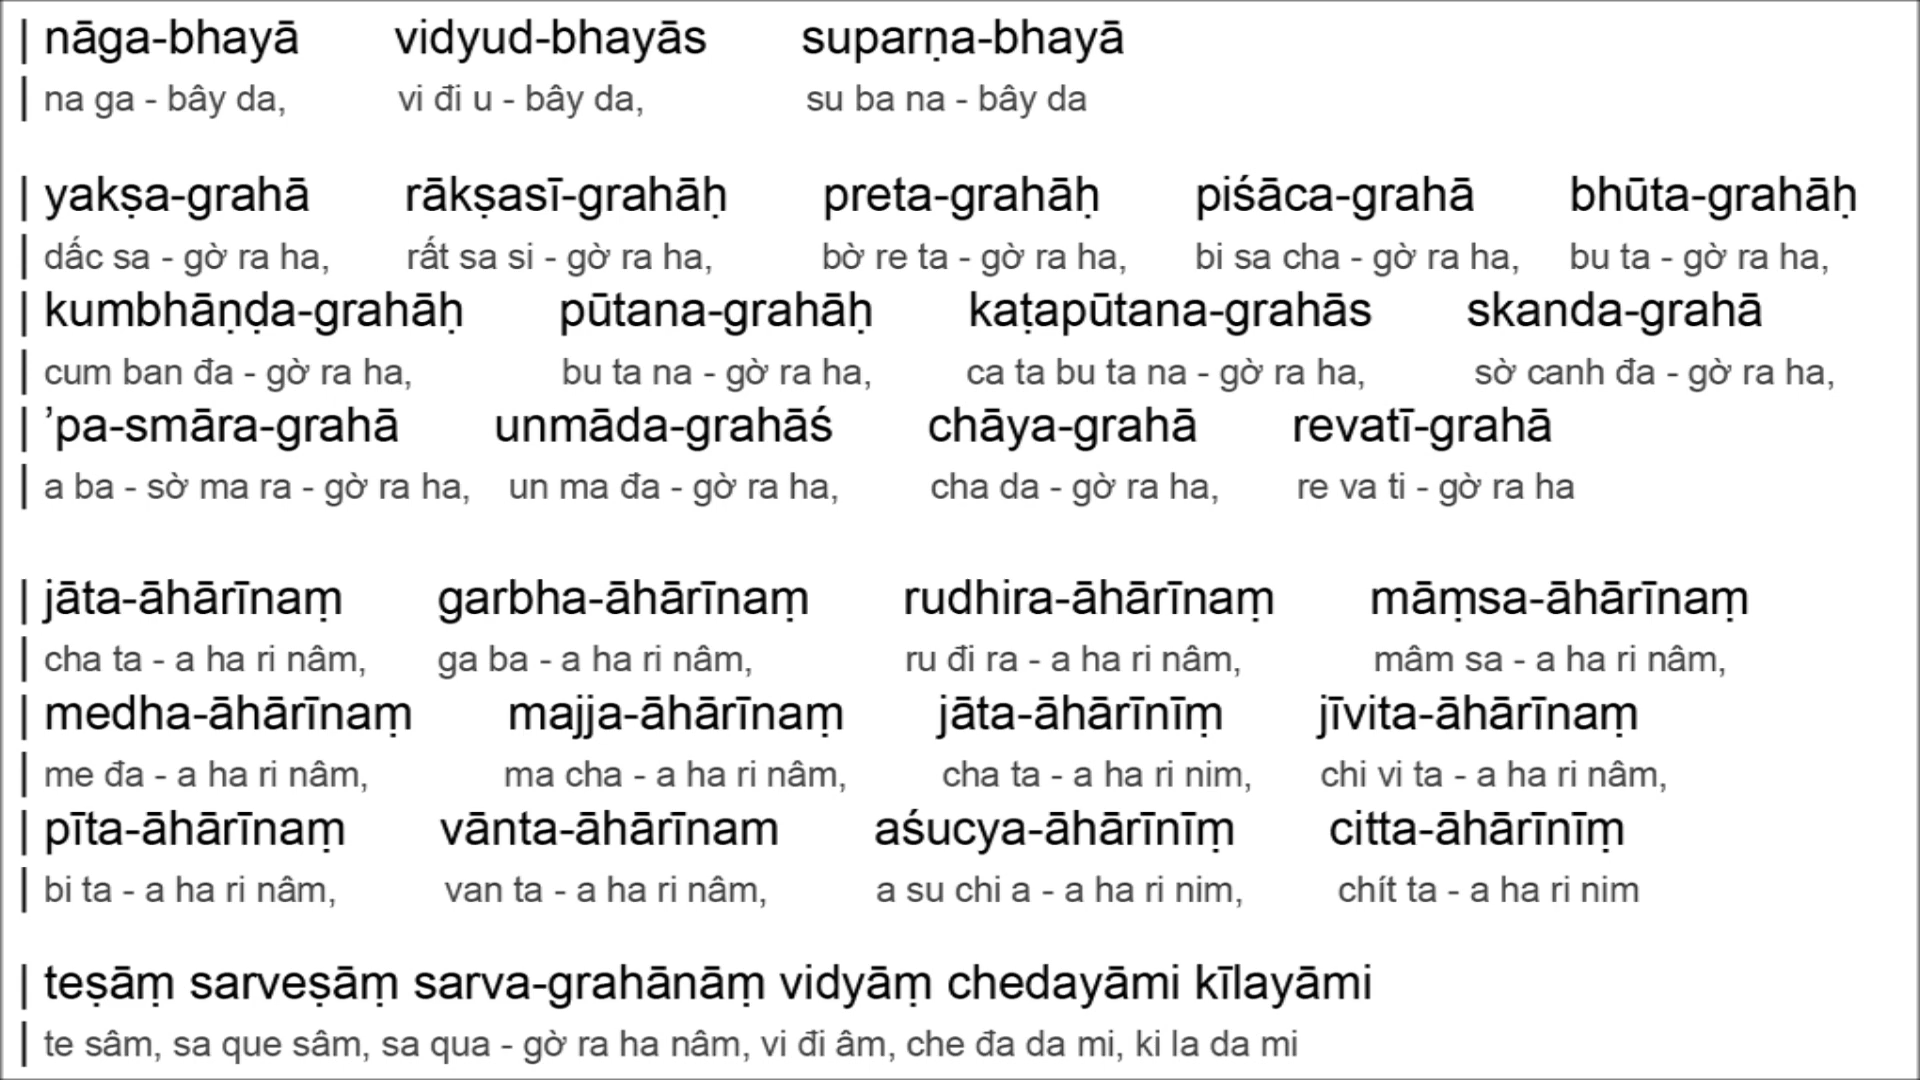 | nāga-bhayā vidyud-bhayās suparṇa-bhayā
| na ga - bây da, vi đi u - bây da, su ba na - bây da
| yakṣa-grahā rākṣasī-grahāḥ preta-grahāḥ piśāca-grahā bhūta-grahāḥ
| dấc sa - gờ ra ha, rất sa si - gờ ra ha, bờ re ta - gờ ra ha, bi sa cha - gờ ra ha, bu ta - gờ ra ha,
| kumbhāṇḍa-grahāḥ pūtana-grahāḥ kaṭapūtana-grahās skanda-grahā
| cum ban đa - gờ ra ha, bu ta na - gờ ra ha, ca ta bu ta na - gờ ra ha, sờ canh đa - gờ ra ha,
| ’pa-smāra-grahā unmāda-grahāś chāya-grahā revatī-grahā
| a ba - sờ ma ra - gờ ra ha, un ma đa - gờ ra ha, cha da - gờ ra ha, re va ti - gờ ra ha
| jāta-āhārīnaṃ garbha-āhārīnaṃ rudhira-āhārīnaṃ māṃsa-āhārīnaṃ
| cha ta - a ha ri nâm, ga ba - a ha ri nâm, ru đi ra - a ha ri nâm, mâm sa - a ha ri nâm,
| medha-āhārīnaṃ majja-āhārīnaṃ jāta-āhārīnīṃ jīvita-āhārīnaṃ
| me đa - a ha ri nâm, ma cha - a ha ri nâm, cha ta - a ha ri nim, chi vi ta - a ha ri nâm,
| pīta-āhārīnaṃ vānta-āhārīnam aśucya-āhārīnīṃ citta-āhārīnīṃ
| bi ta - a ha ri nâm, van ta - a ha ri nâm, a su chi a - a ha ri nim, chít ta - a ha ri nim
| teṣāṃ sarveṣāṃ sarva-grahānāṃ vidyāṃ chedayāmi kīlayāmi
| te sâm, sa que sâm, sa qua - gờ ra ha nâm, vi đi âm, che đa da mi, ki la da mi